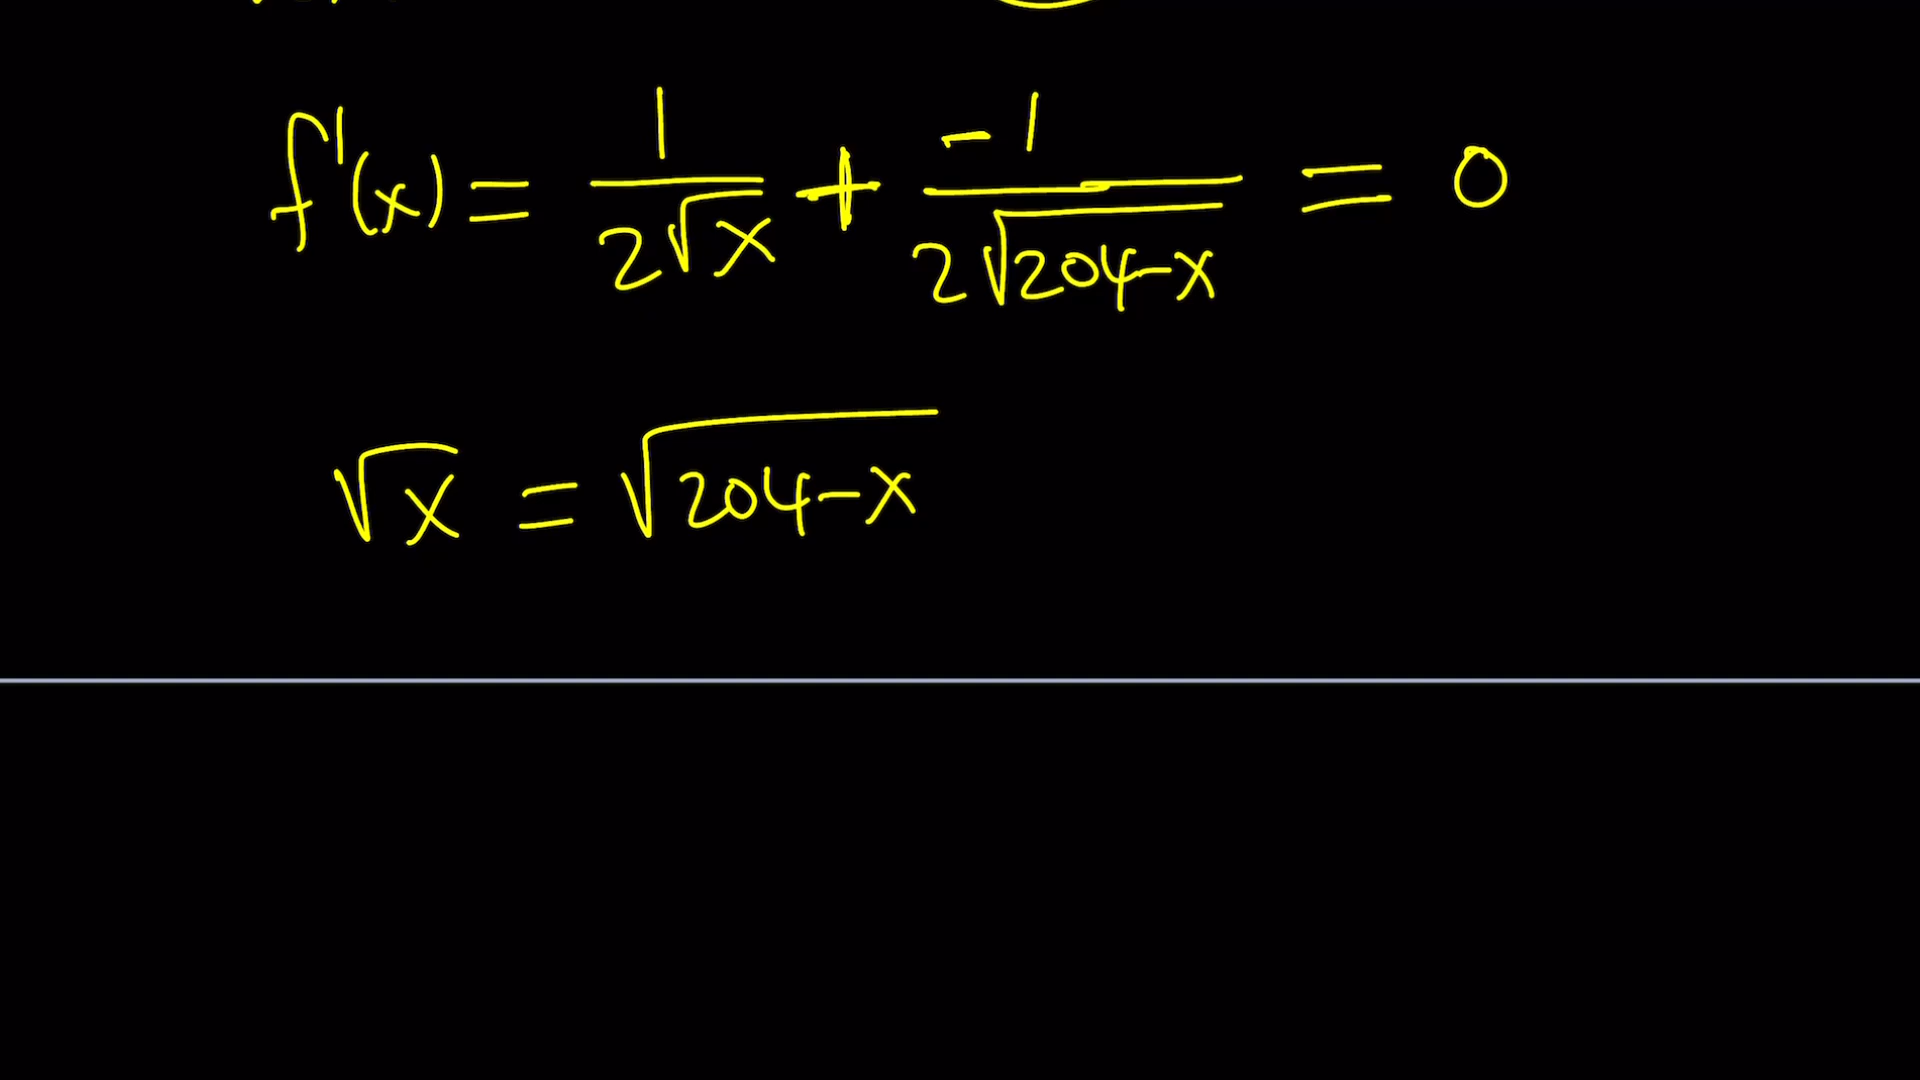 f'(x) = 1/(2√x) + -1/(2√(204-x)) = 0
√x = √(204-x)